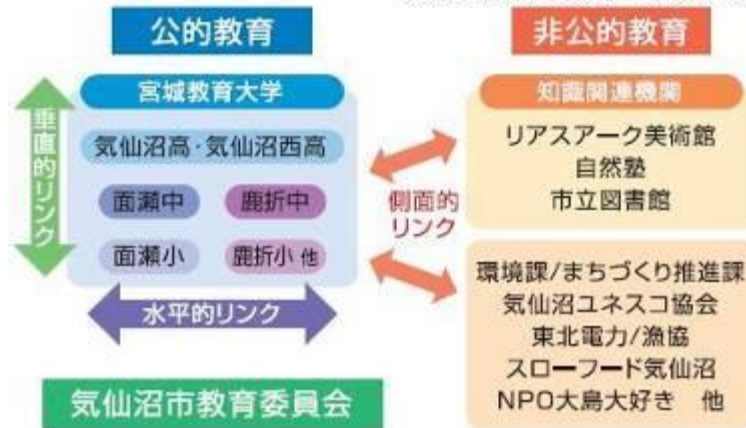 公的教育
宮城教育大学
気仙沼高・気仙沼西高
面瀬中 鹿折中
面瀬小 鹿折小 他
垂直的リンク
水平的リンク
気仙沼市教育委員会
側面的
リンク
非公的教育
知識関連機関
リアスアーク美術館
自然塾
市立図書館
環境課/まちづくり推進課
気仙沼ユネスコ協会
東北電力/漁協
スローフード気仙沼
NPO大島大好き 他